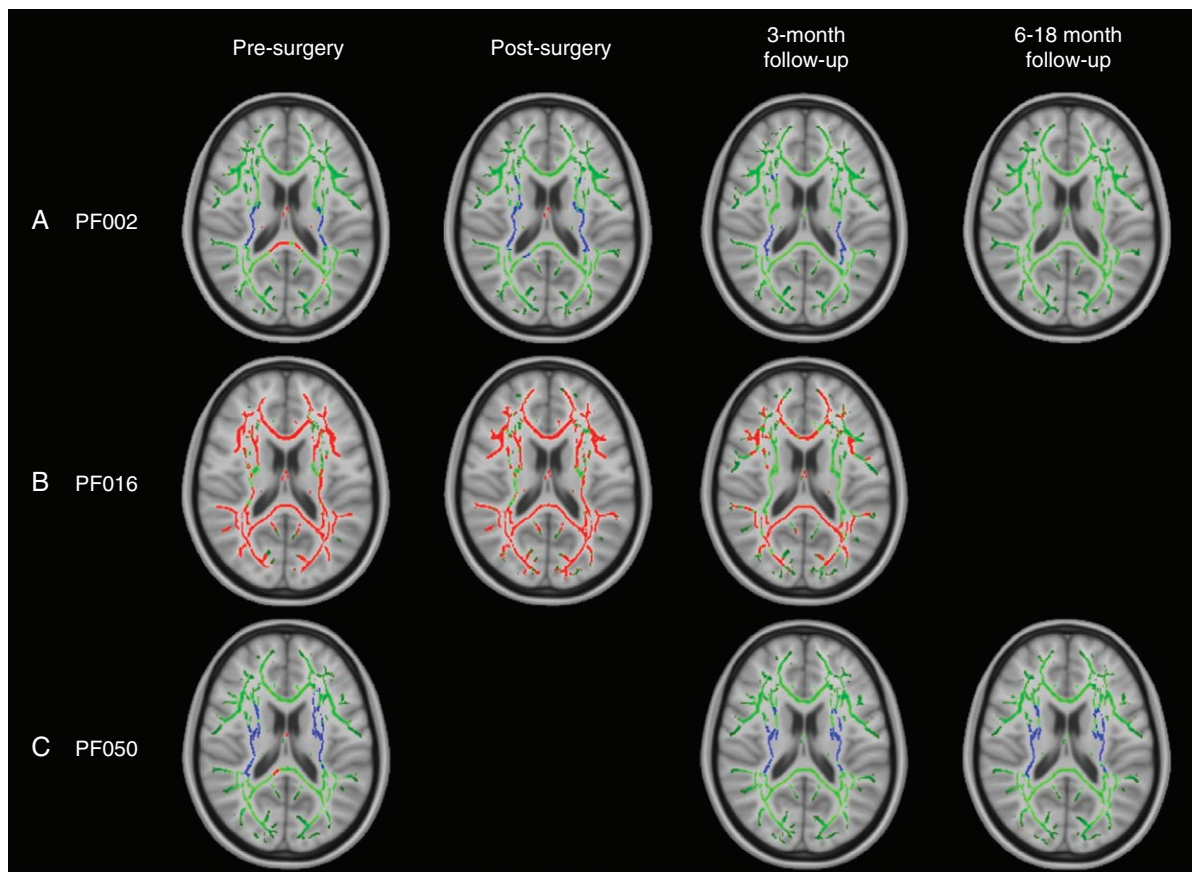 Pre-surgery
Post-surgery
3-month
follow-up
6-18 month
follow-up
A PF002
B PF016
C PF050